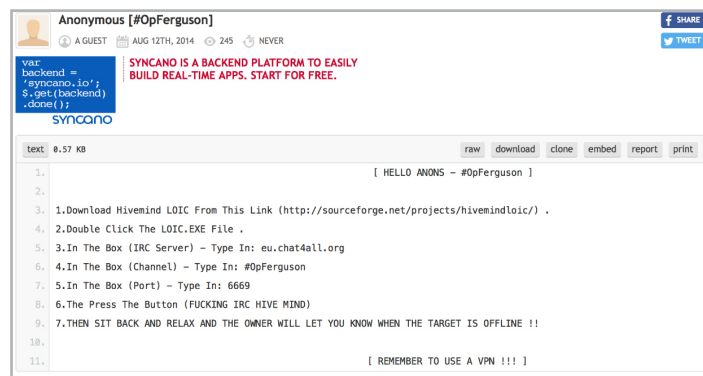 Anonymous [#OpFerguson]
SHARE
A GUEST AUG 12TH, 2014 245 NEVER
TWEET
var
backend =
'syncano.io';
$.get(backend)
.done();
syncano
SYNCANO IS A BACKEND PLATFORM TO EASILY
BUILD REAL-TIME APPS. START FOR FREE.
text 0.57 KB raw download clone embed report print
1. [ HELLO ANONS – #OpFerguson ]
2.
3. 1.Download Hivemind LOIC From This Link (http://sourceforge.net/projects/hivemindloic/) .
4. 2.Double Click The LOIC.EXE File .
5. 3.In The Box (IRC Server) – Type In: eu.chat4all.org
6. 4.In The Box (Channel) – Type In: #OpFerguson
7. 5.In The Box (Port) – Type In: 6669
8. 6.The Press The Button (FUCKING IRC HIVE MIND)
9. 7.THEN SIT BACK AND RELAX AND THE OWNER WILL LET YOU KNOW WHEN THE TARGET IS OFFLINE !!
10.
11. [ REMEMBER TO USE A VPN !!! ]